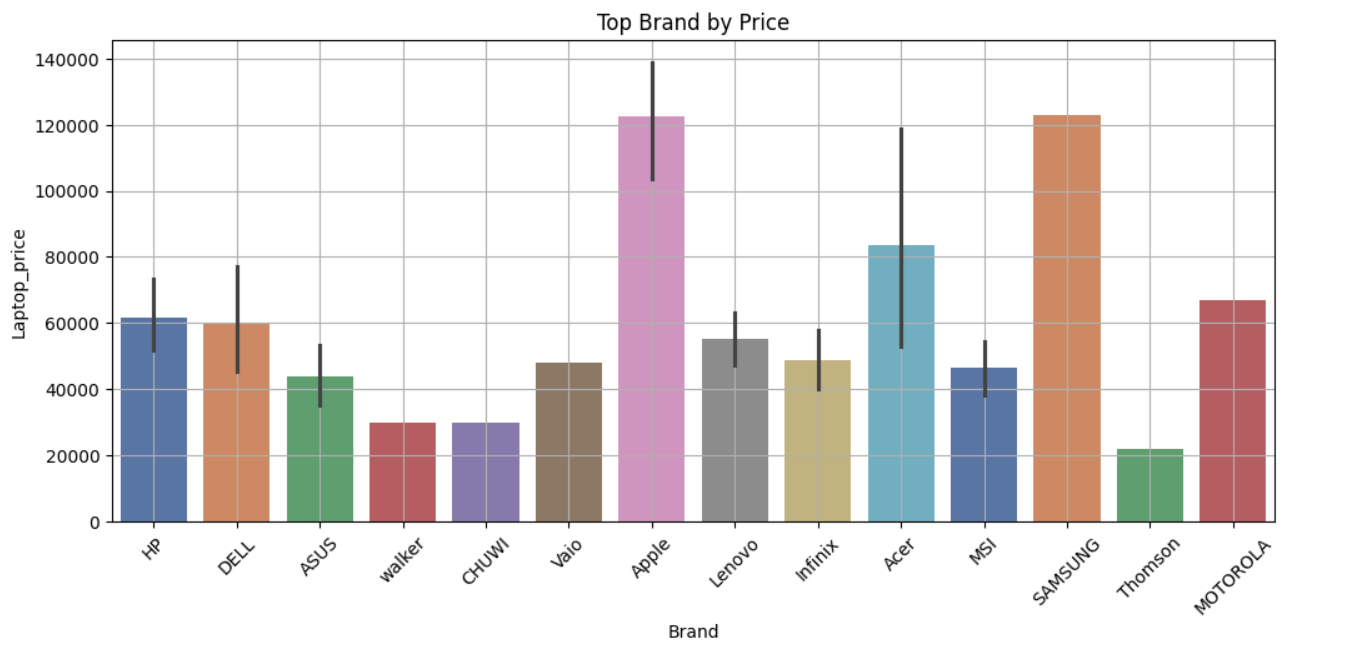 Top Brand by Price
Laptop_price
140000
120000
100000
80000
60000
40000
20000
0
HP
DELL
ASUS
walker
CHUWI
Vaio
Apple
Lenovo
Infinix
Acer
MSI
SAMSUNG
Thomson
MOTOROLA
Brand